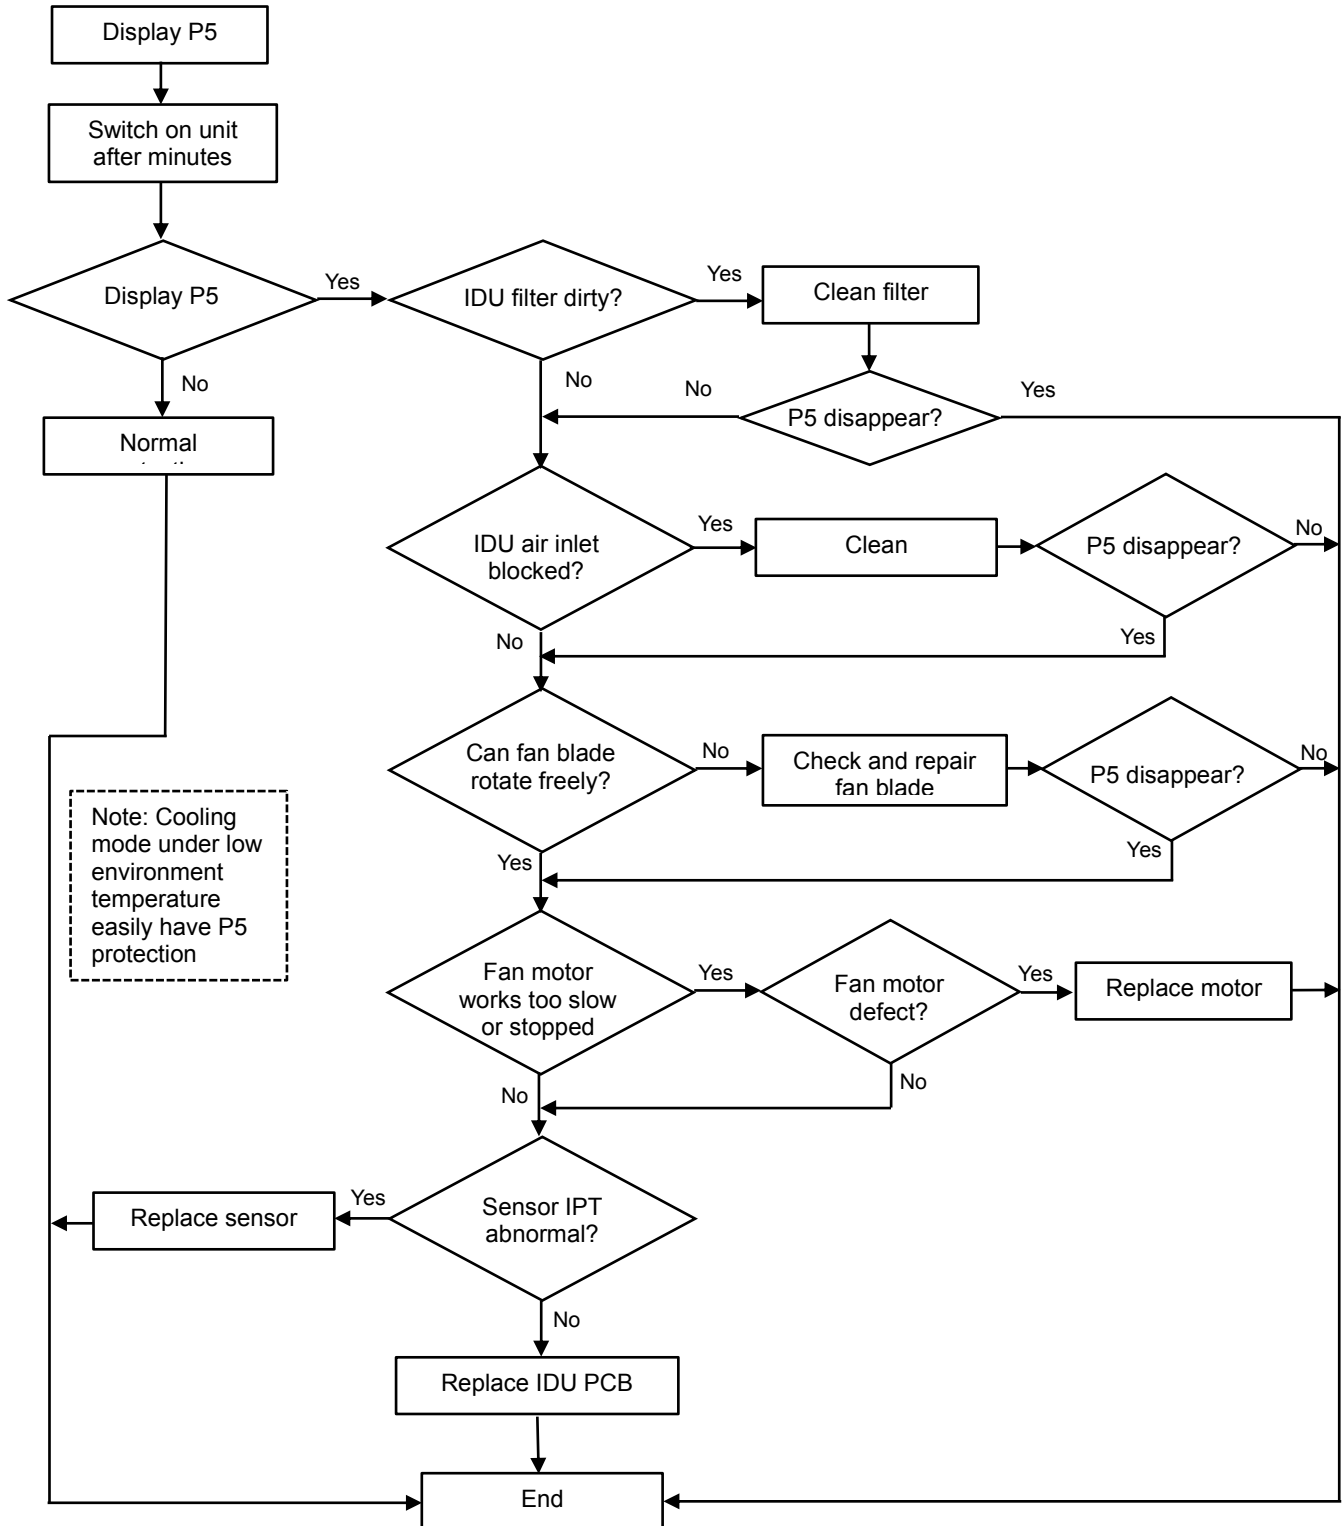 Display P5
Switch on unit
after minutes
Display P5
Yes
IDU filter dirty?
Yes
Clean filter
No
No
No
P5 disappear?
Yes
Normal
IDU air inlet
blocked?
Yes
Clean
P5 disappear?
No
No
Yes
Can fan blade
rotate freely?
No
Check and repair
fan blade
P5 disappear?
No
Yes
Yes
Note: Cooling
mode under low
environment
temperature
easily have P5
protection
Fan motor
works too slow
or stopped
Yes
Fan motor
defect?
Yes
Replace motor
No
No
Sensor IPT
abnormal?
Yes
Replace sensor
No
Replace IDU PCB
End